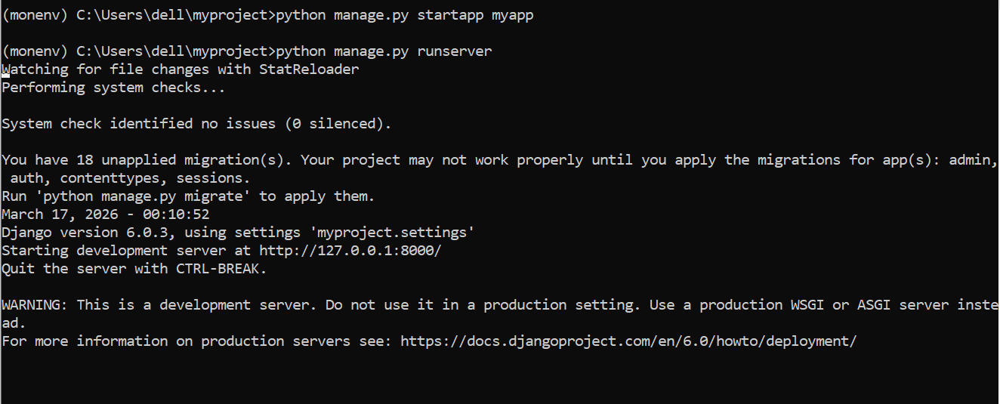 (monenv) C:\Users\dell\myproject>python manage.py startapp myapp
(monenv) C:\Users\dell\myproject>python manage.py runserver
Watching for file changes with StatReloader
Performing system checks...
System check identified no issues (0 silenced).
You have 18 unapplied migration(s). Your project may not work properly until you apply the migrations for app(s): admin,
 auth, contenttypes, sessions.
Run 'python manage.py migrate' to apply them.
March 17, 2026 - 00:10:52
Django version 6.0.3, using settings 'myproject.settings'
Starting development server at http://127.0.0.1:8000/
Quit the server with CTRL-BREAK.
WARNING: This is a development server. Do not use it in a production setting. Use a production WSGI or ASGI server inste
ad.
For more information on production servers see: https://docs.djangoproject.com/en/6.0/howto/deployment/